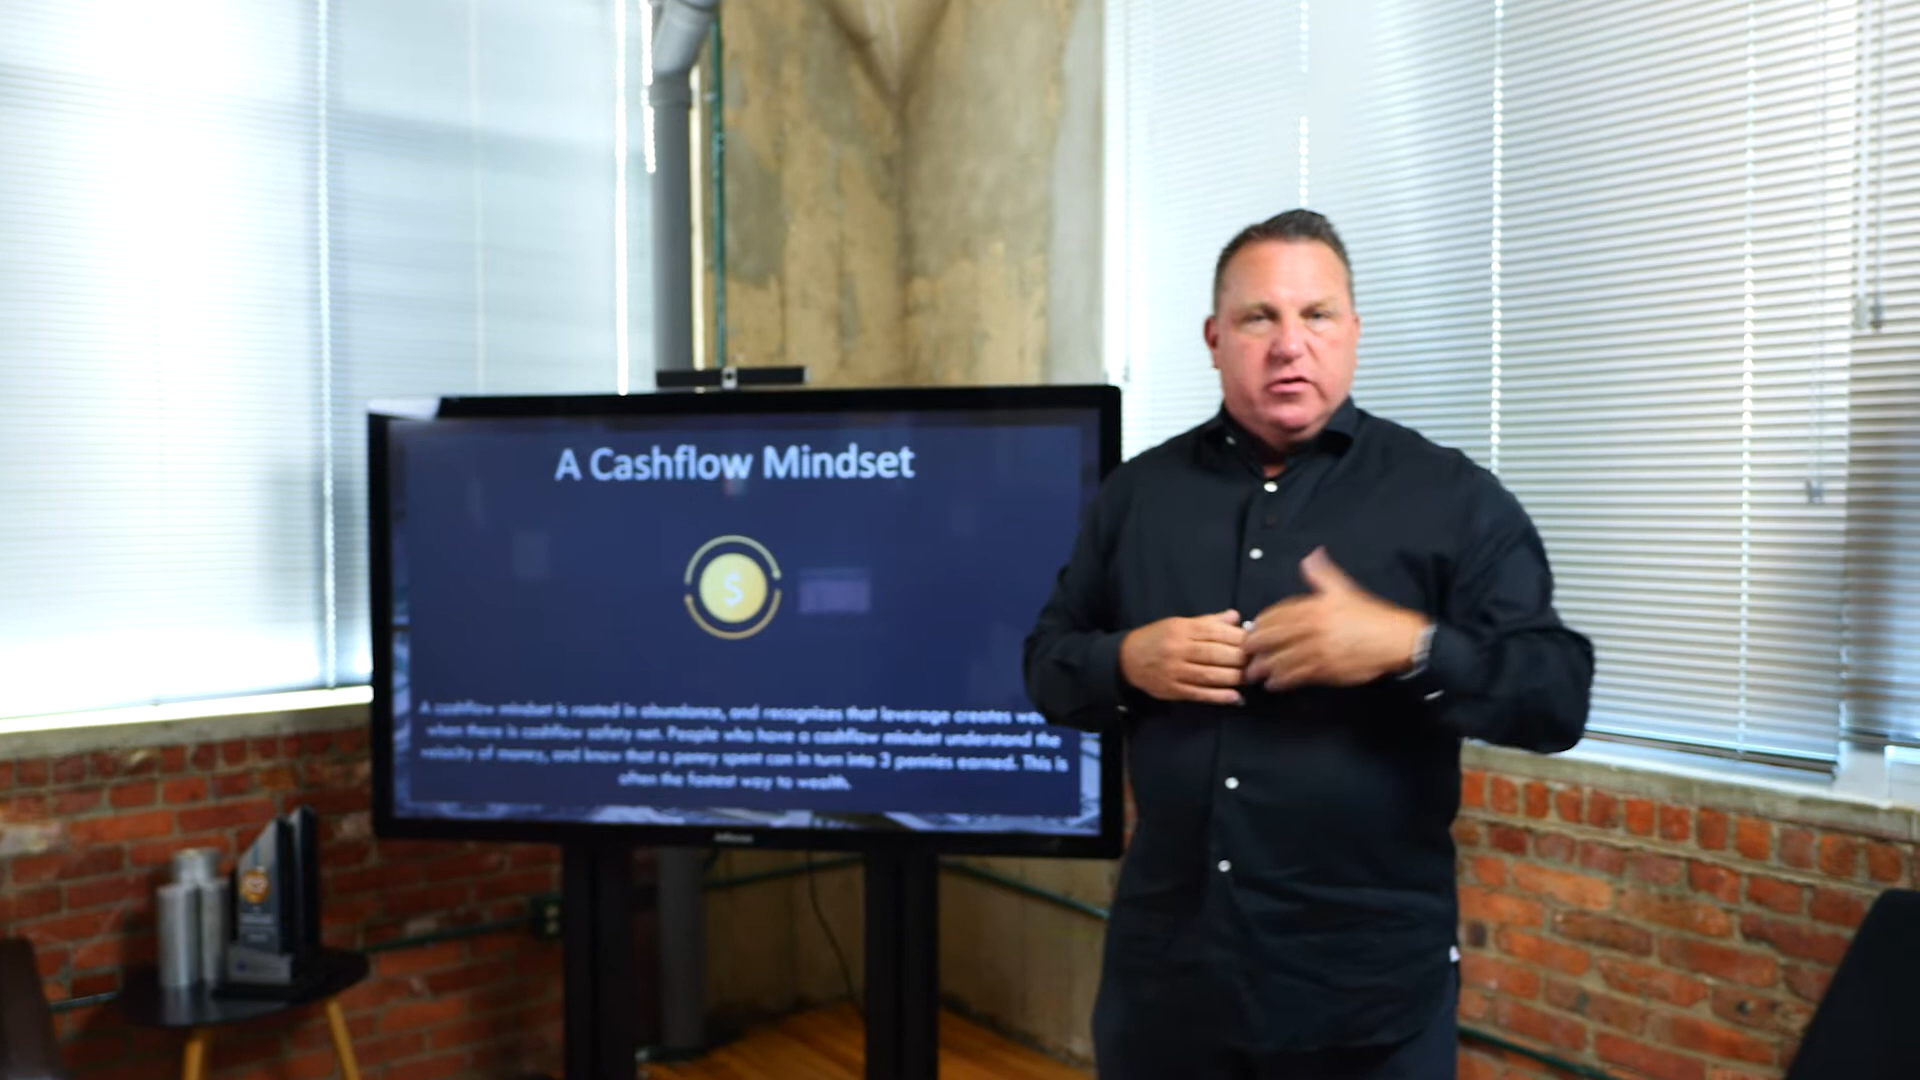 A Cashflow Mindset
$
A cashflow mindset is rooted in abundance, and recognizes that leverage creates
when there is cashflow safety net. People who have a cashflow mindset understand the
velocity of money, and know that a penny spent can in turn into 3 pennies earned. This is
often the fastest way to wealth.